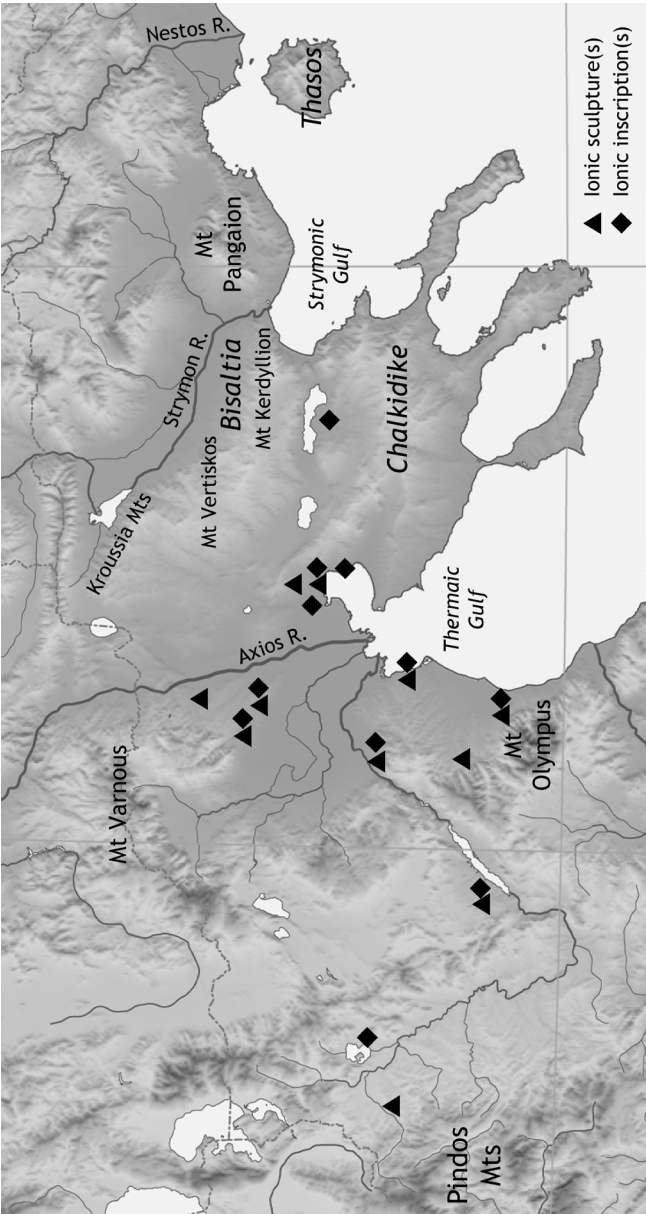 Nestos R.
Thasos
Mt
Pangaion
Strymonic
Gulf
Strymon R.
Bisaltia
Mt Kerdyllion
Chalkidike
Mt Vertiskos
Kroussia Mts
Axios R.
Thermaic
Gulf
Mt Varnous
Mt
Olympus
Pindos
Mts
Ionic sculpture(s)
Ionic inscription(s)